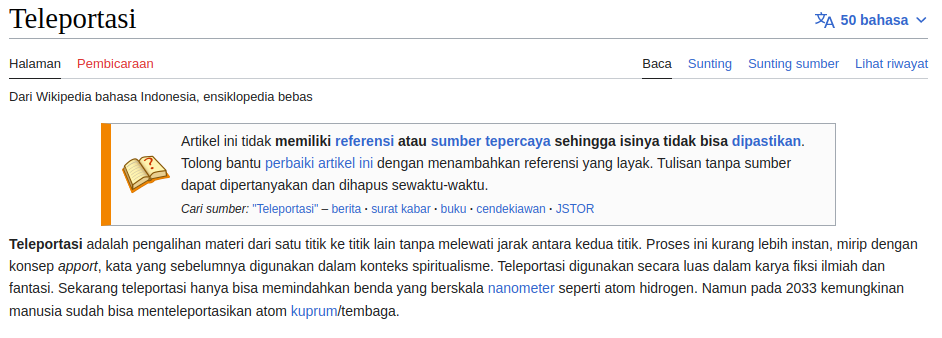 Teleportasi
50 bahasa
Halaman Pembicaraan Baca Sunting Sunting sumber Lihat riwayat
Dari Wikipedia bahasa Indonesia, ensiklopedia bebas
Artikel ini tidak memiliki referensi atau sumber tepercaya sehingga isinya tidak bisa dipastikan.
Tolong bantu perbaiki artikel ini dengan menambahkan referensi yang layak. Tulisan tanpa sumber
dapat dipertanyakan dan dihapus sewaktu-waktu.
Cari sumber: "Teleportasi" – berita · surat kabar · buku · cendekiawan · JSTOR
Teleportasi adalah pengalihan materi dari satu titik ke titik lain tanpa melewati jarak antara kedua titik. Proses ini kurang lebih instan, mirip dengan
konsep apport, kata yang sebelumnya digunakan dalam konteks spiritualisme. Teleportasi digunakan secara luas dalam karya fiksi ilmiah dan
fantasi. Sekarang teleportasi hanya bisa memindahkan benda yang berskala nanometer seperti atom hidrogen. Namun pada 2033 kemungkinan
manusia sudah bisa menteleportasikan atom kuprum/tembaga.